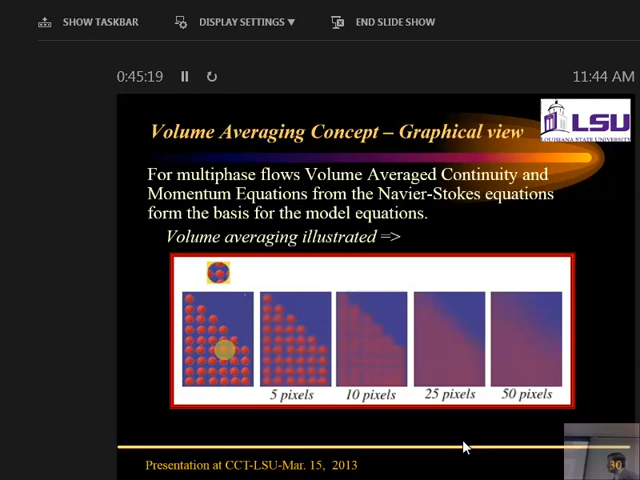 SHOW TASKBAR
DISPLAY SETTINGS ▼
END SLIDE SHOW
0:45:19
11:44 AM
Volume Averaging Concept – Graphical view
LSU
LOUISIANA STATE UNIVERSITY
For multiphase flows Volume Averaged Continuity and
Momentum Equations from the Navier-Stokes equations
form the basis for the model equations.
Volume averaging illustrated =>
5 pixels
10 pixels
25 pixels
50 pixels
Presentation at CCT-LSU-Mar. 15, 2013
30